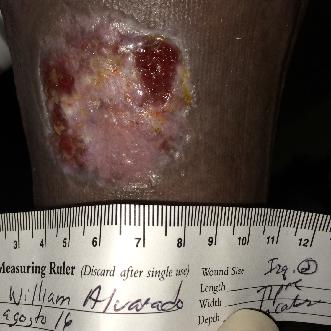 3 4 5 6 7 8 9 10 11 12
Measuring Ruler (Discard after single use)
Wound Size Izq.
Length
William Alvarado
Width
agosto 16
Depth